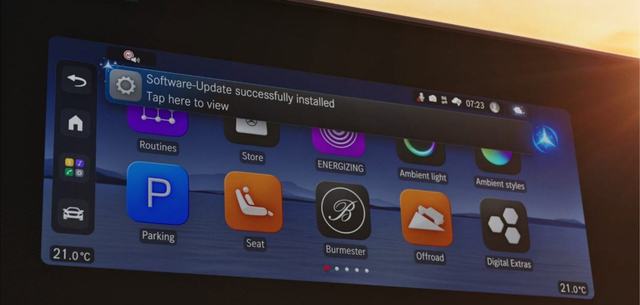 Software-Update successfully installed
Tap here to view
07:23
Routines
Store
ENERGIZING
Ambient light
Ambient styles
P
Parking
Seat
B
Burmester
Offroad
Digital Extras
21.0°C
21.0°C